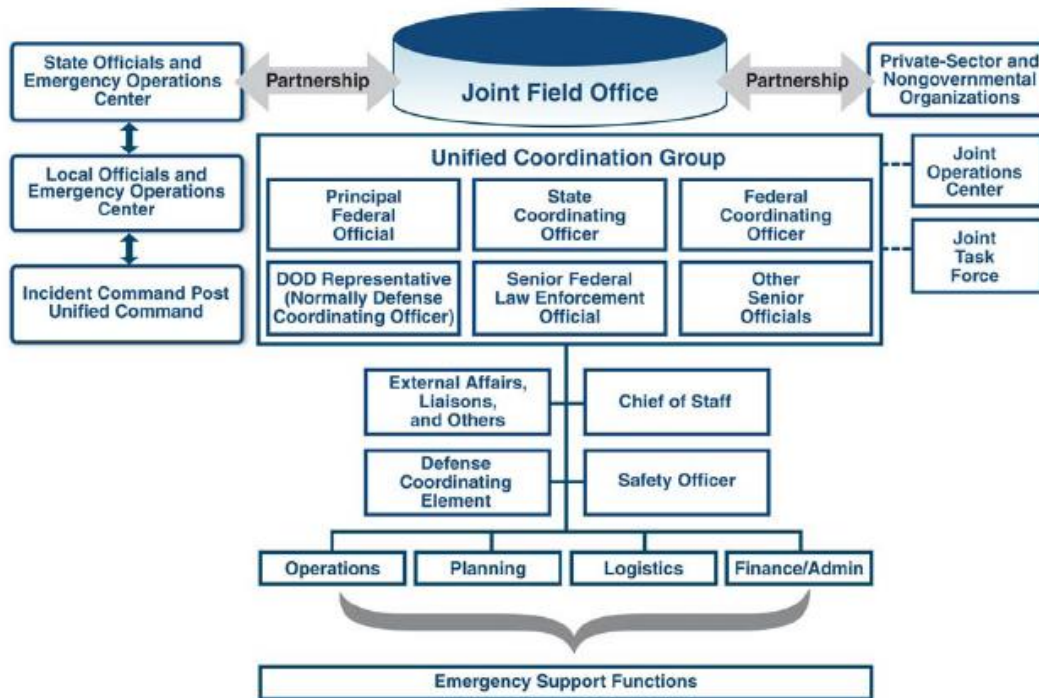 State Officials and
Emergency Operations
Center
Partnership
Joint Field Office
Partnership
Private-Sector and
Nongovernmental
Organizations
Local Officials and
Emergency Operations
Center
Incident Command Post
Unified Command
Unified Coordination Group
Principal
Federal
Official
State
Coordinating
Officer
Federal
Coordinating
Officer
DOD Representative
(Normally Defense
Coordinating Officer)
Senior Federal
Law Enforcement
Official
Other
Senior
Officials
Joint
Operations
Center
Joint
Task
Force
External Affairs,
Liaisons,
and Others
Chief of Staff
Defense
Coordinating
Element
Safety Officer
Operations
Planning
Logistics
Finance/Admin
Emergency Support Functions